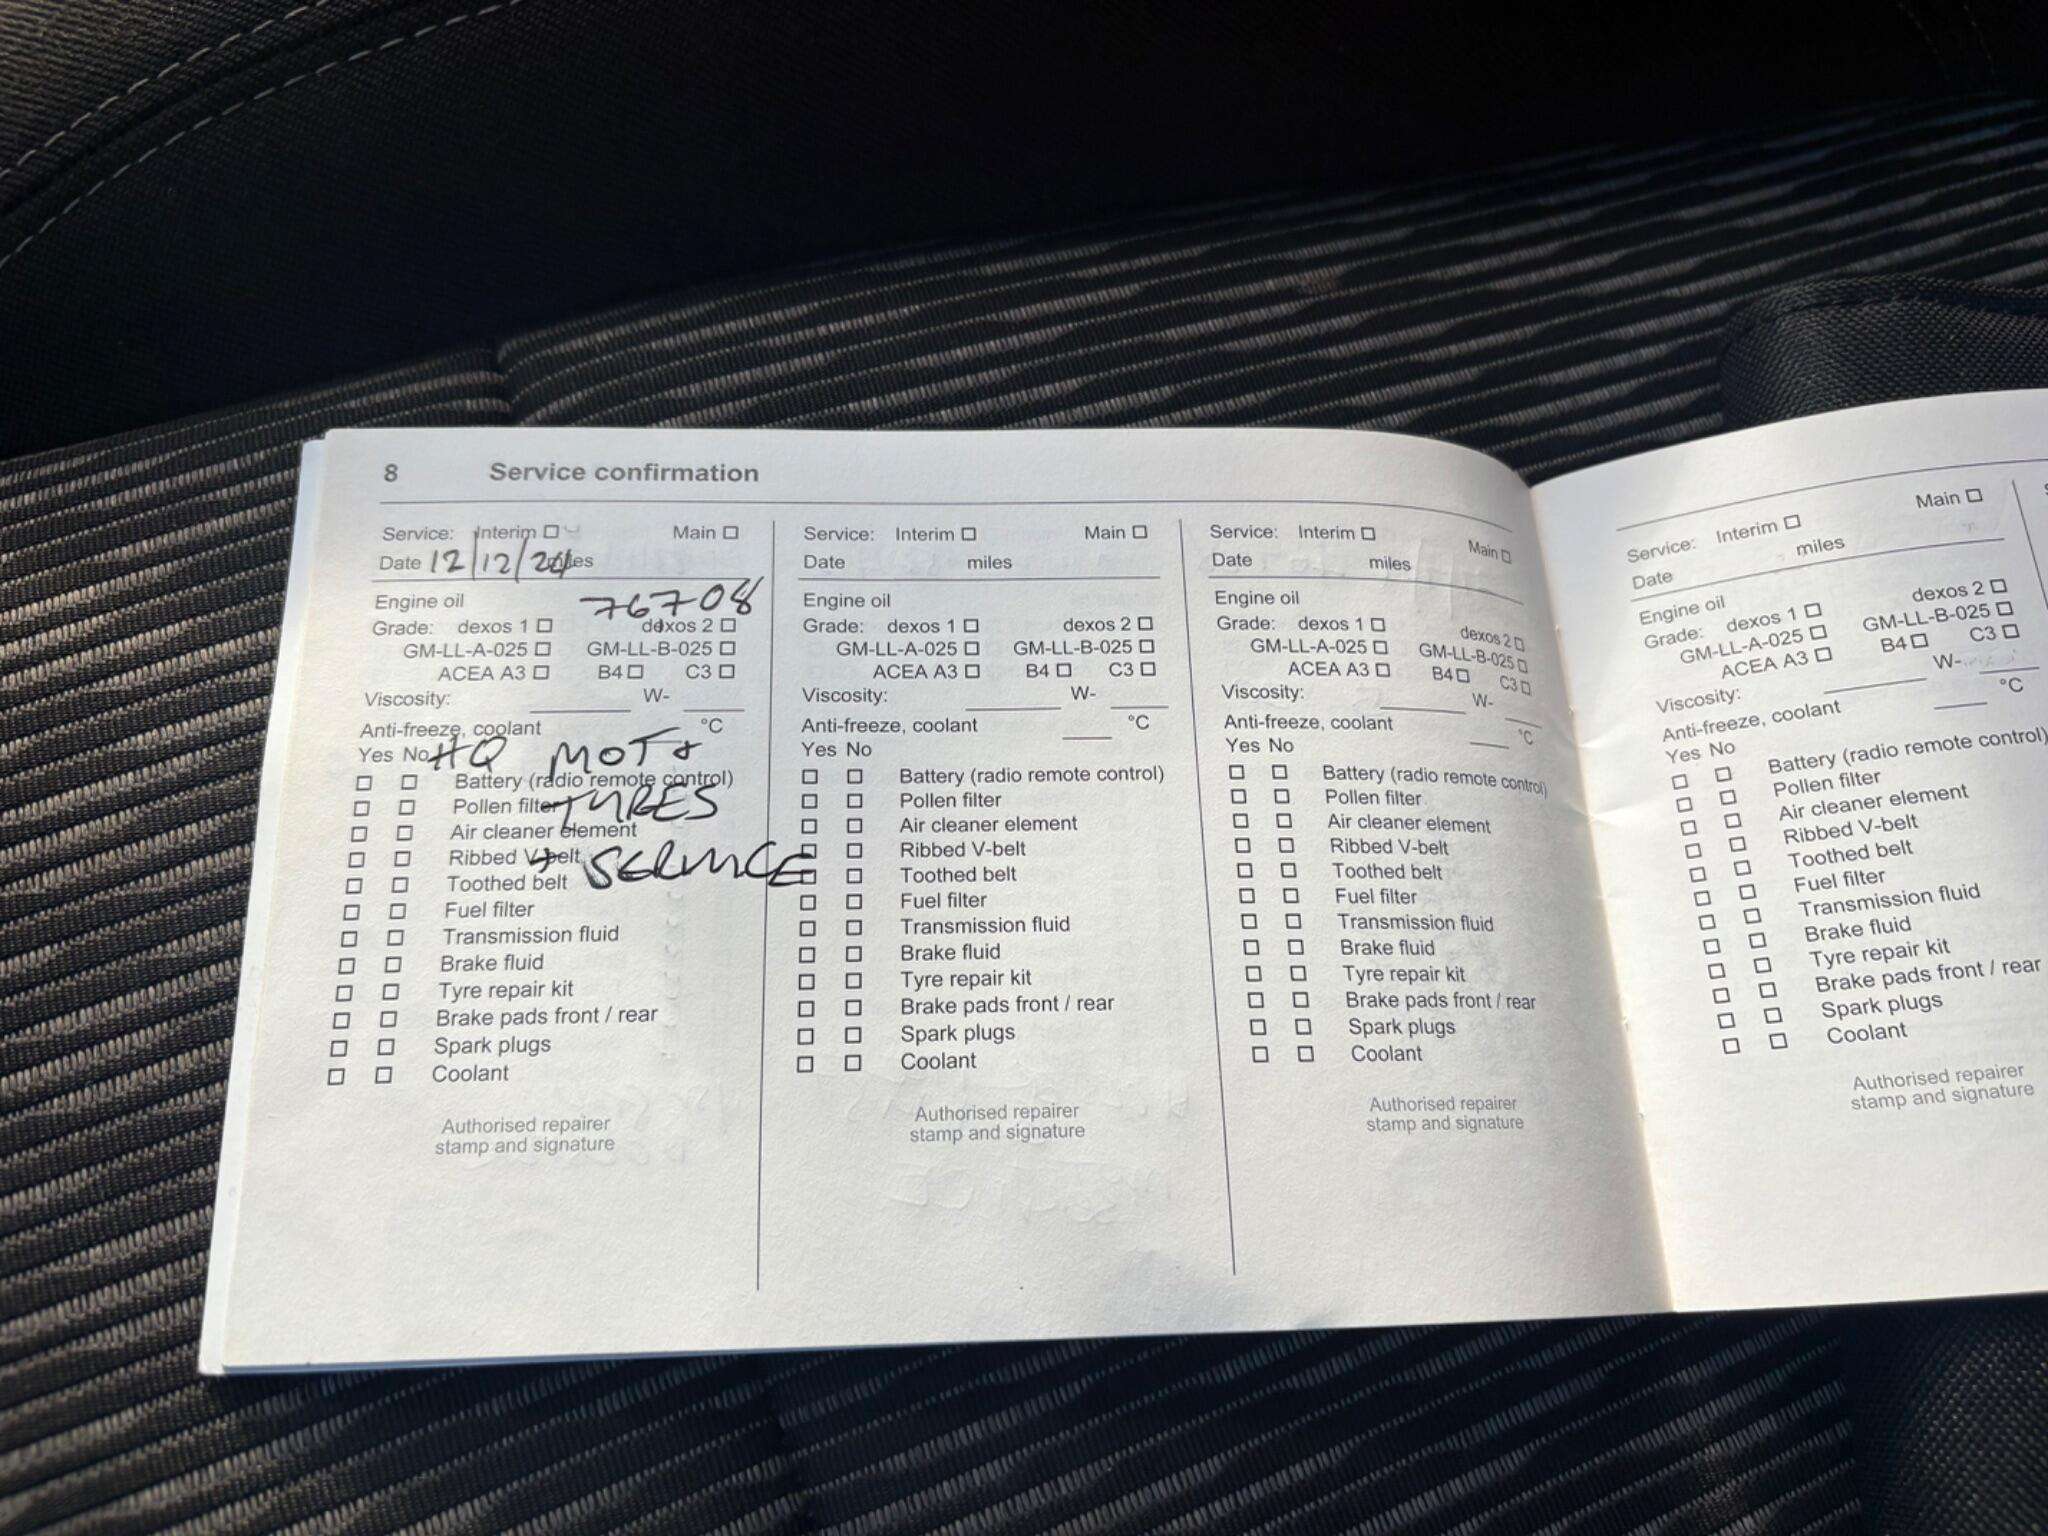 8 Service confirmation
Service: Interim Main
Date 12/12/24 miles
Engine oil 76708
Grade: dexos 1 dexos 2
GM-LL-A-025 GM-LL-B-025
ACEA A3 B4 C3
Viscosity: W-
Anti-freeze, coolant °C
Yes No HQ MOT +
Battery (radio remote control)
Pollen filter TYRES
Air cleaner element
Ribbed V-belt + SERVICE
Toothed belt
Fuel filter
Transmission fluid
Brake fluid
Tyre repair kit
Brake pads front / rear
Spark plugs
Coolant
Authorised repairer
stamp and signature
Service: Interim Main
Date miles
Engine oil
Grade: dexos 1 dexos 2
GM-LL-A-025 GM-LL-B-025
ACEA A3 B4 C3
Viscosity: W-
Anti-freeze, coolant °C
Yes No
Battery (radio remote control)
Pollen filter
Air cleaner element
Ribbed V-belt
Toothed belt
Fuel filter
Transmission fluid
Brake fluid
Tyre repair kit
Brake pads front / rear
Spark plugs
Coolant
Authorised repairer
stamp and signature
Service: Interim Main
Date miles
Engine oil
Grade: dexos 1 dexos 2
GM-LL-A-025 GM-LL-B-025
ACEA A3 B4 C3
Viscosity: W-
Anti-freeze, coolant °C
Yes No
Battery (radio remote control)
Pollen filter
Air cleaner element
Ribbed V-belt
Toothed belt
Fuel filter
Transmission fluid
Brake fluid
Tyre repair kit
Brake pads front / rear
Spark plugs
Coolant
Authorised repairer
stamp and signature
Service: Interim Main
Date miles
Engine oil
Grade: dexos 1 dexos 2
GM-LL-A-025 GM-LL-B-025
ACEA A3 B4 C3
Viscosity: W-
Anti-freeze, coolant °C
Yes No
Battery (radio remote control)
Pollen filter
Air cleaner element
Ribbed V-belt
Toothed belt
Fuel filter
Transmission fluid
Brake fluid
Tyre repair kit
Brake pads front / rear
Spark plugs
Coolant
Authorised repairer
stamp and signature